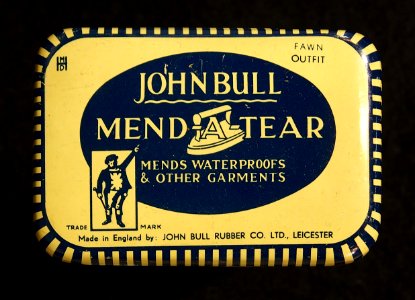 FAWN
OUTFIT
JOHN BULL
MEND-A-TEAR
MENDS WATERPROOFS
& OTHER GARMENTS
TRADE MARK
Made in England by: JOHN BULL RUBBER CO. LTD., LEICESTER